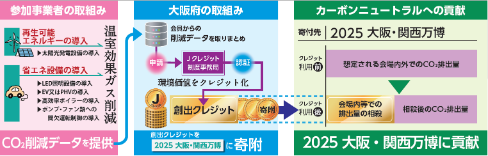 参加事業者の取組み
再生可能
エネルギーの導入
▶太陽光発電設備の導入
省エネ設備の導入
▶LED照明設備の導入
▶EV又はPHVの導入
▶高効率ボイラーの導入
▶ポンプ・ファン類への
間欠運転制御の導入
温室効果ガス削減
CO₂削減データを提供
大阪府の取組み
会員からの
削減データを取りまとめ
申請
Jクレジット
制度事務局
認証
環境価値をクレジット化
J
創出クレジット
寄附
創出クレジットを
2025 大阪・関西万博 に寄附
カーボンニュートラルへの貢献
寄付先
2025 大阪・関西万博
クレジット
利用前
想定される会場内外でのCO₂排出量
クレジット
利用後
会場内等での
排出量の相殺
相殺後のCO₂排出量
2025 大阪・関西万博に貢献